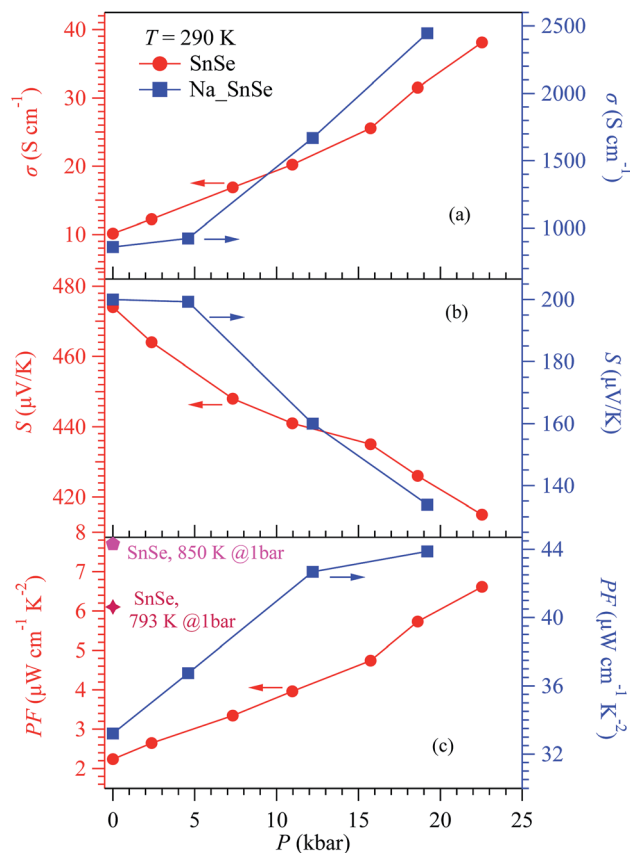 T = 290 K
SnSe
Na_SnSe
40
30
20
10
σ (S cm⁻¹)
2500
2000
1500
1000
σ (S cm⁻¹)
(a)
480
460
440
420
S (μV/K)
200
180
160
140
S (μV/K)
(b)
8
7
6
5
4
3
2
PF (μW cm⁻¹ K⁻²)
SnSe, 850 K @1bar
SnSe,
793 K @1bar
44
40
36
32
PF (μW cm⁻¹ K⁻²)
(c)
0 5 10 15 20 25
P (kbar)